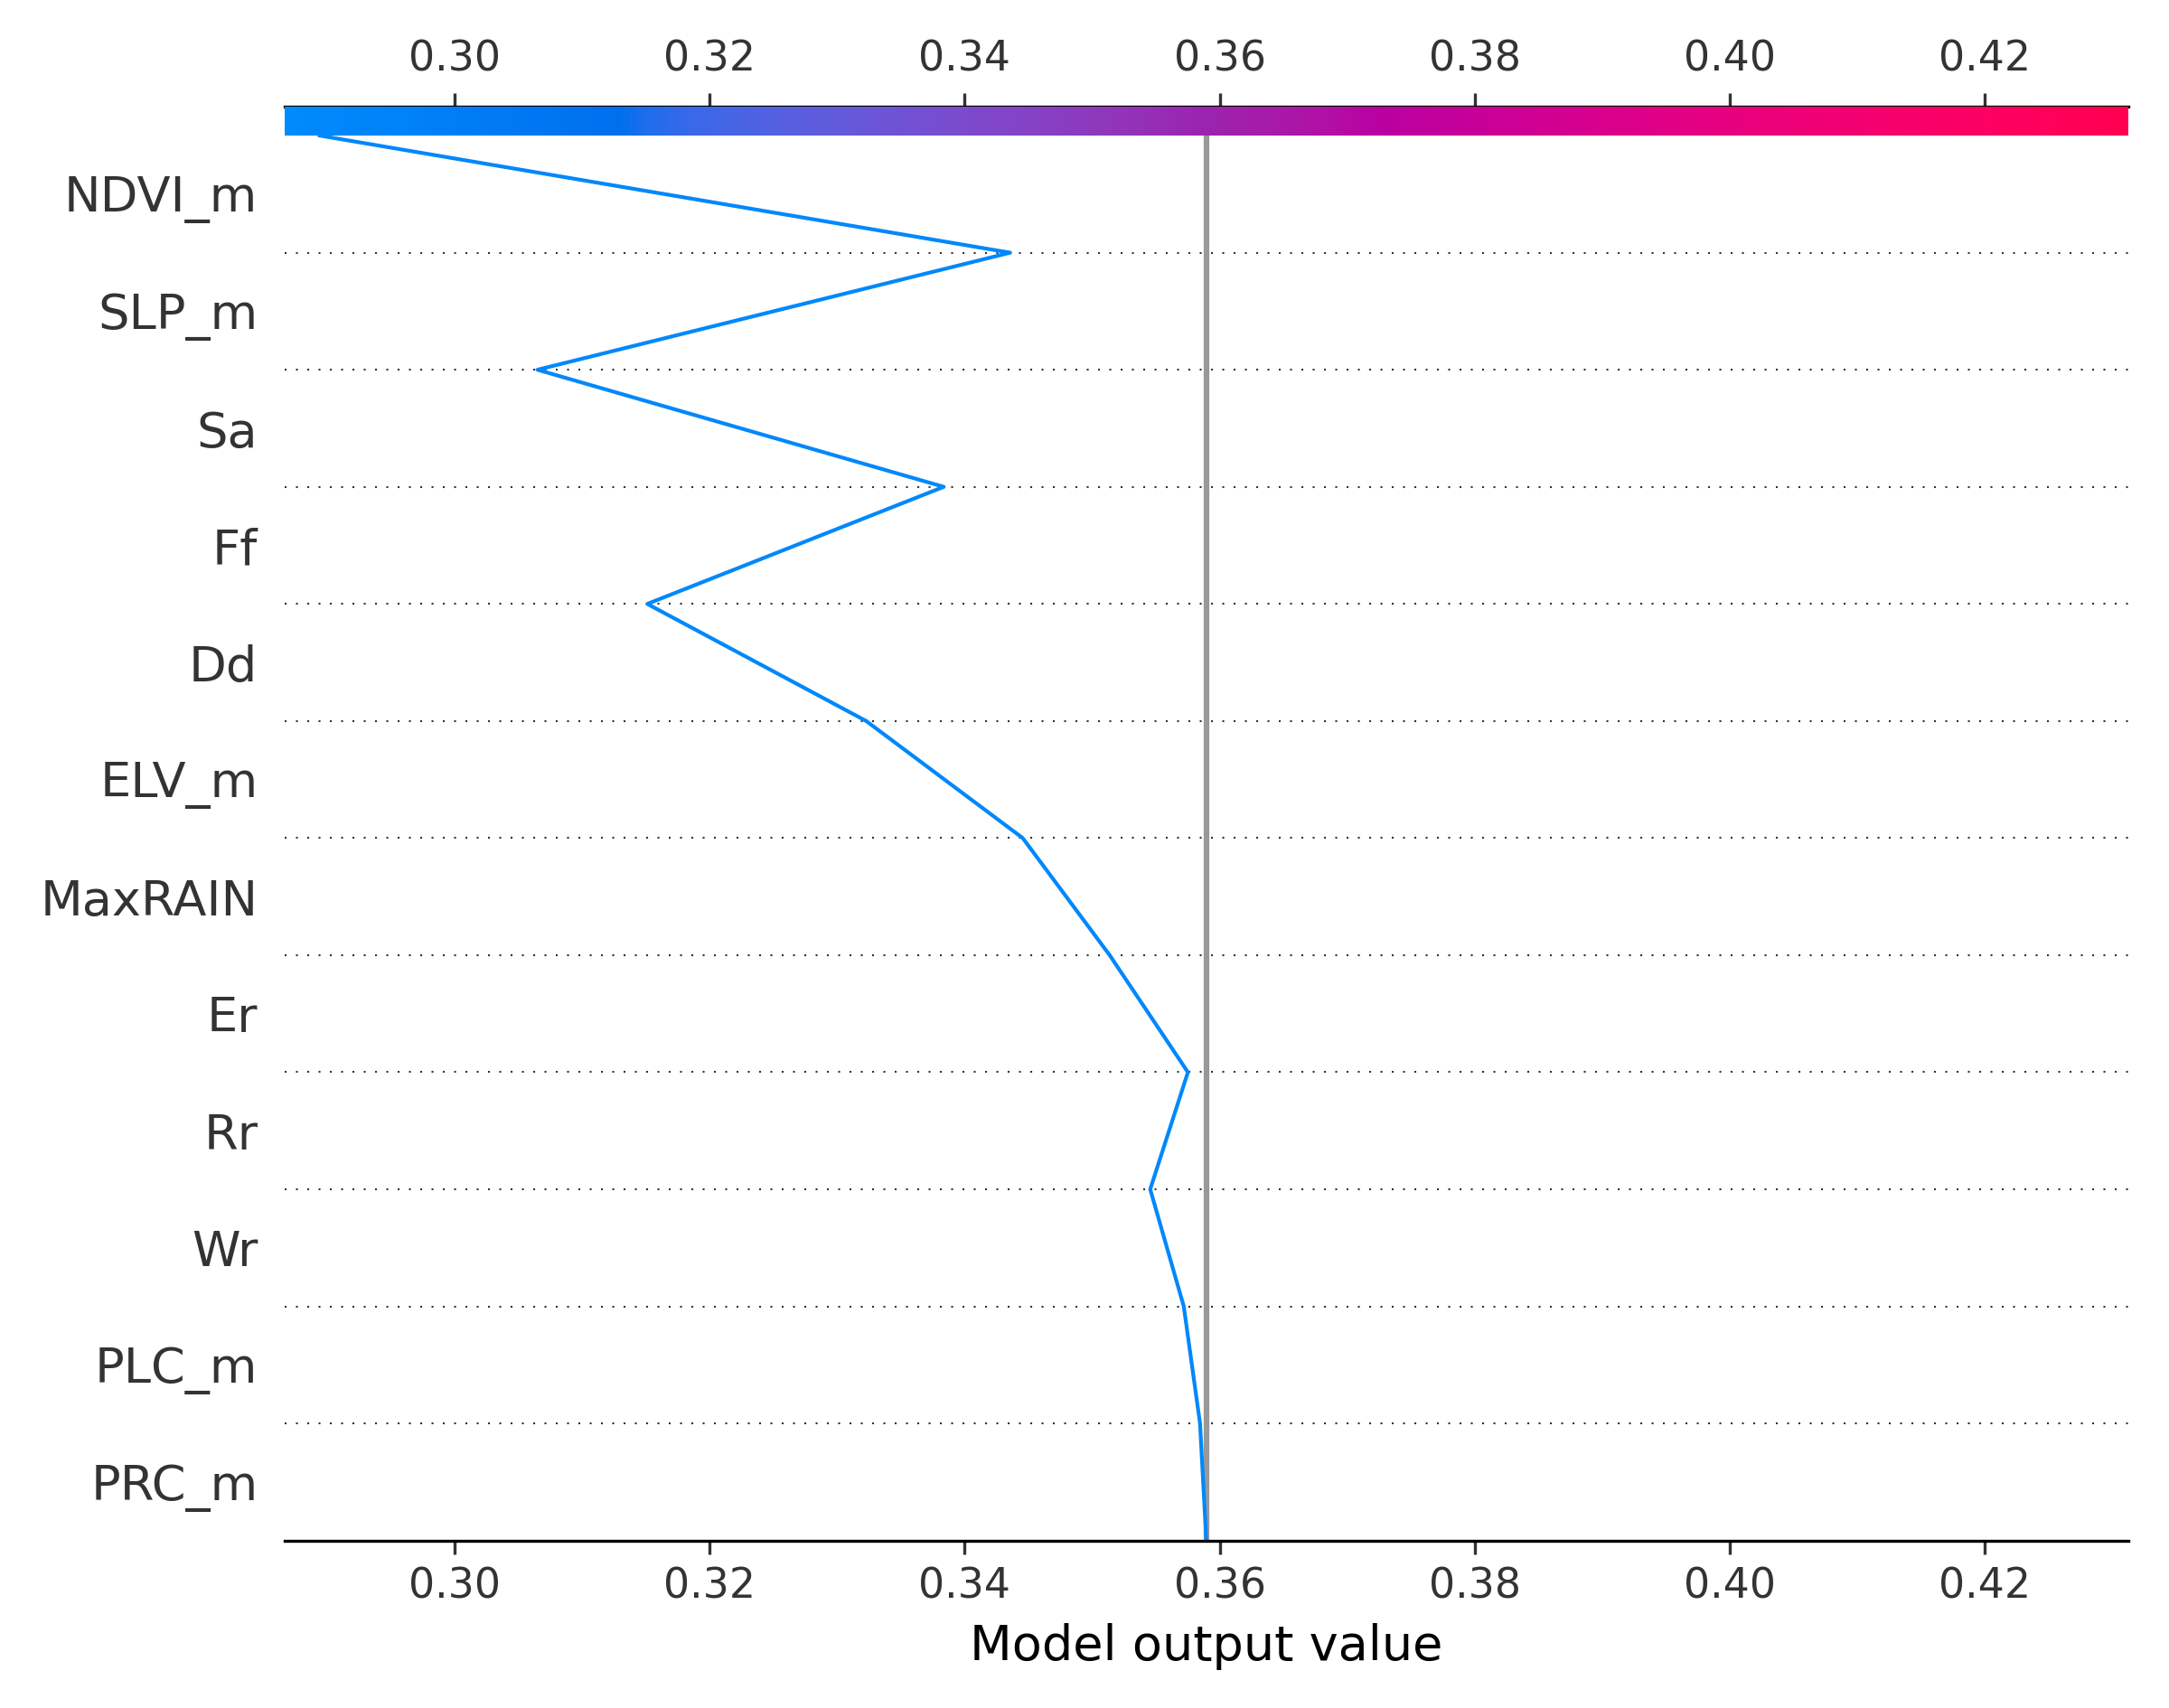 0.30 0.32 0.34 0.36 0.38 0.40 0.42
NDVI_m
SLP_m
Sa
Ff
Dd
ELV_m
MaxRAIN
Er
Rr
Wr
PLC_m
PRC_m
0.30 0.32 0.34 0.36 0.38 0.40 0.42
Model output value